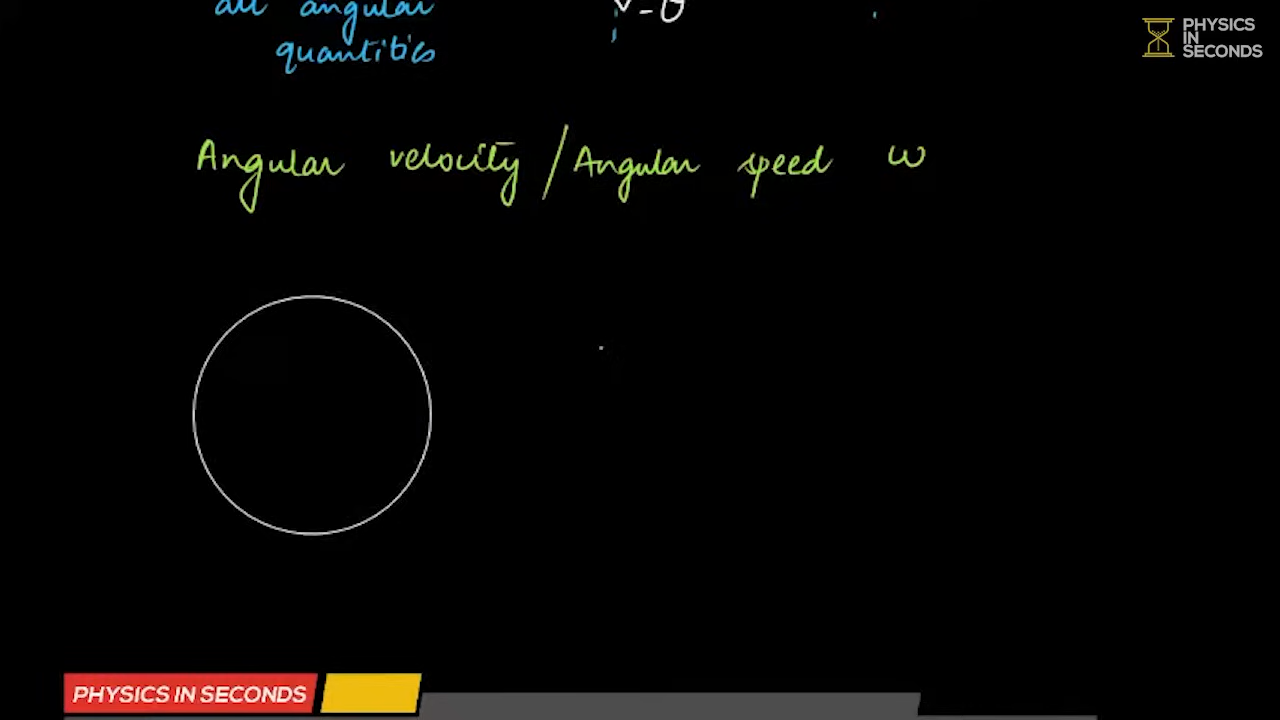 all angular
quantities
Angular velocity / Angular speed ω
PHYSICS
IN
SECONDS
PHYSICS IN SECONDS